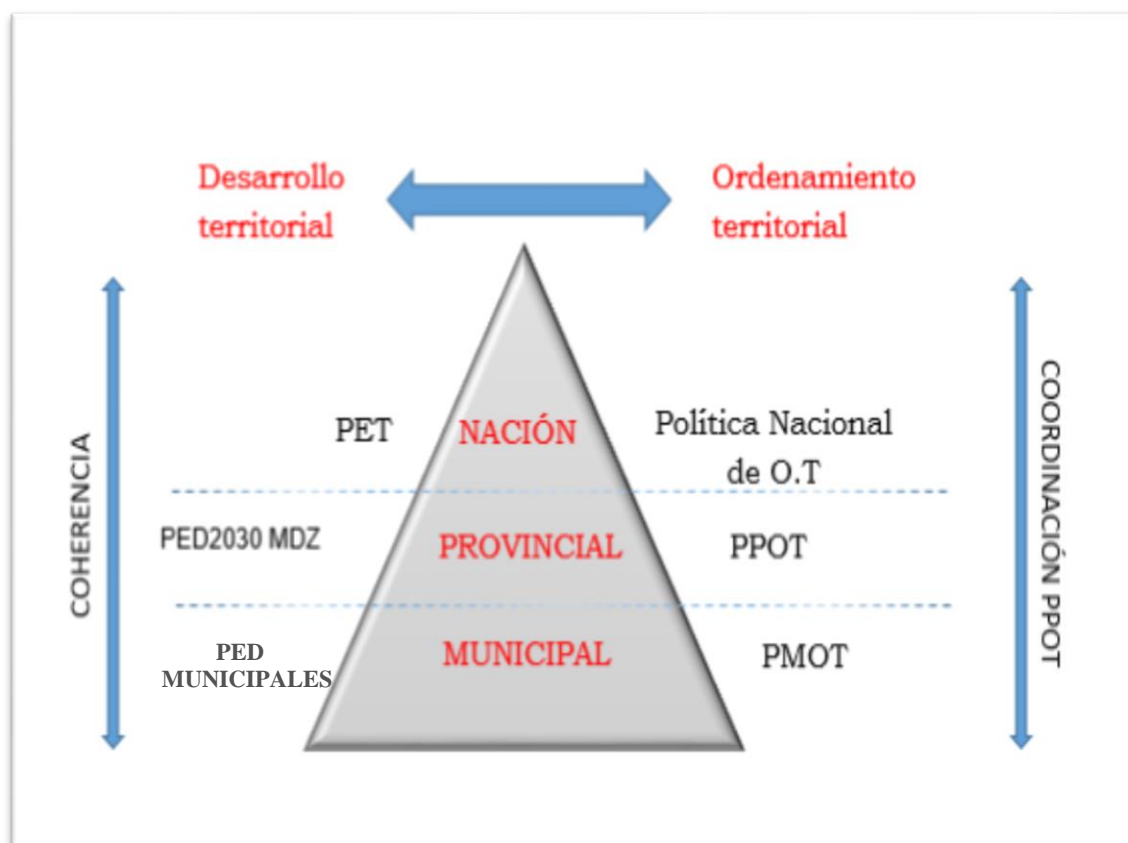 Desarrollo
territorial
Ordenamiento
territorial
COHERENCIA
COORDINACIÓN PPOT
PET
NACIÓN
Política Nacional
de O.T
PED2030 MDZ
PROVINCIAL
PPOT
PED
MUNICIPALES
MUNICIPAL
PMOT